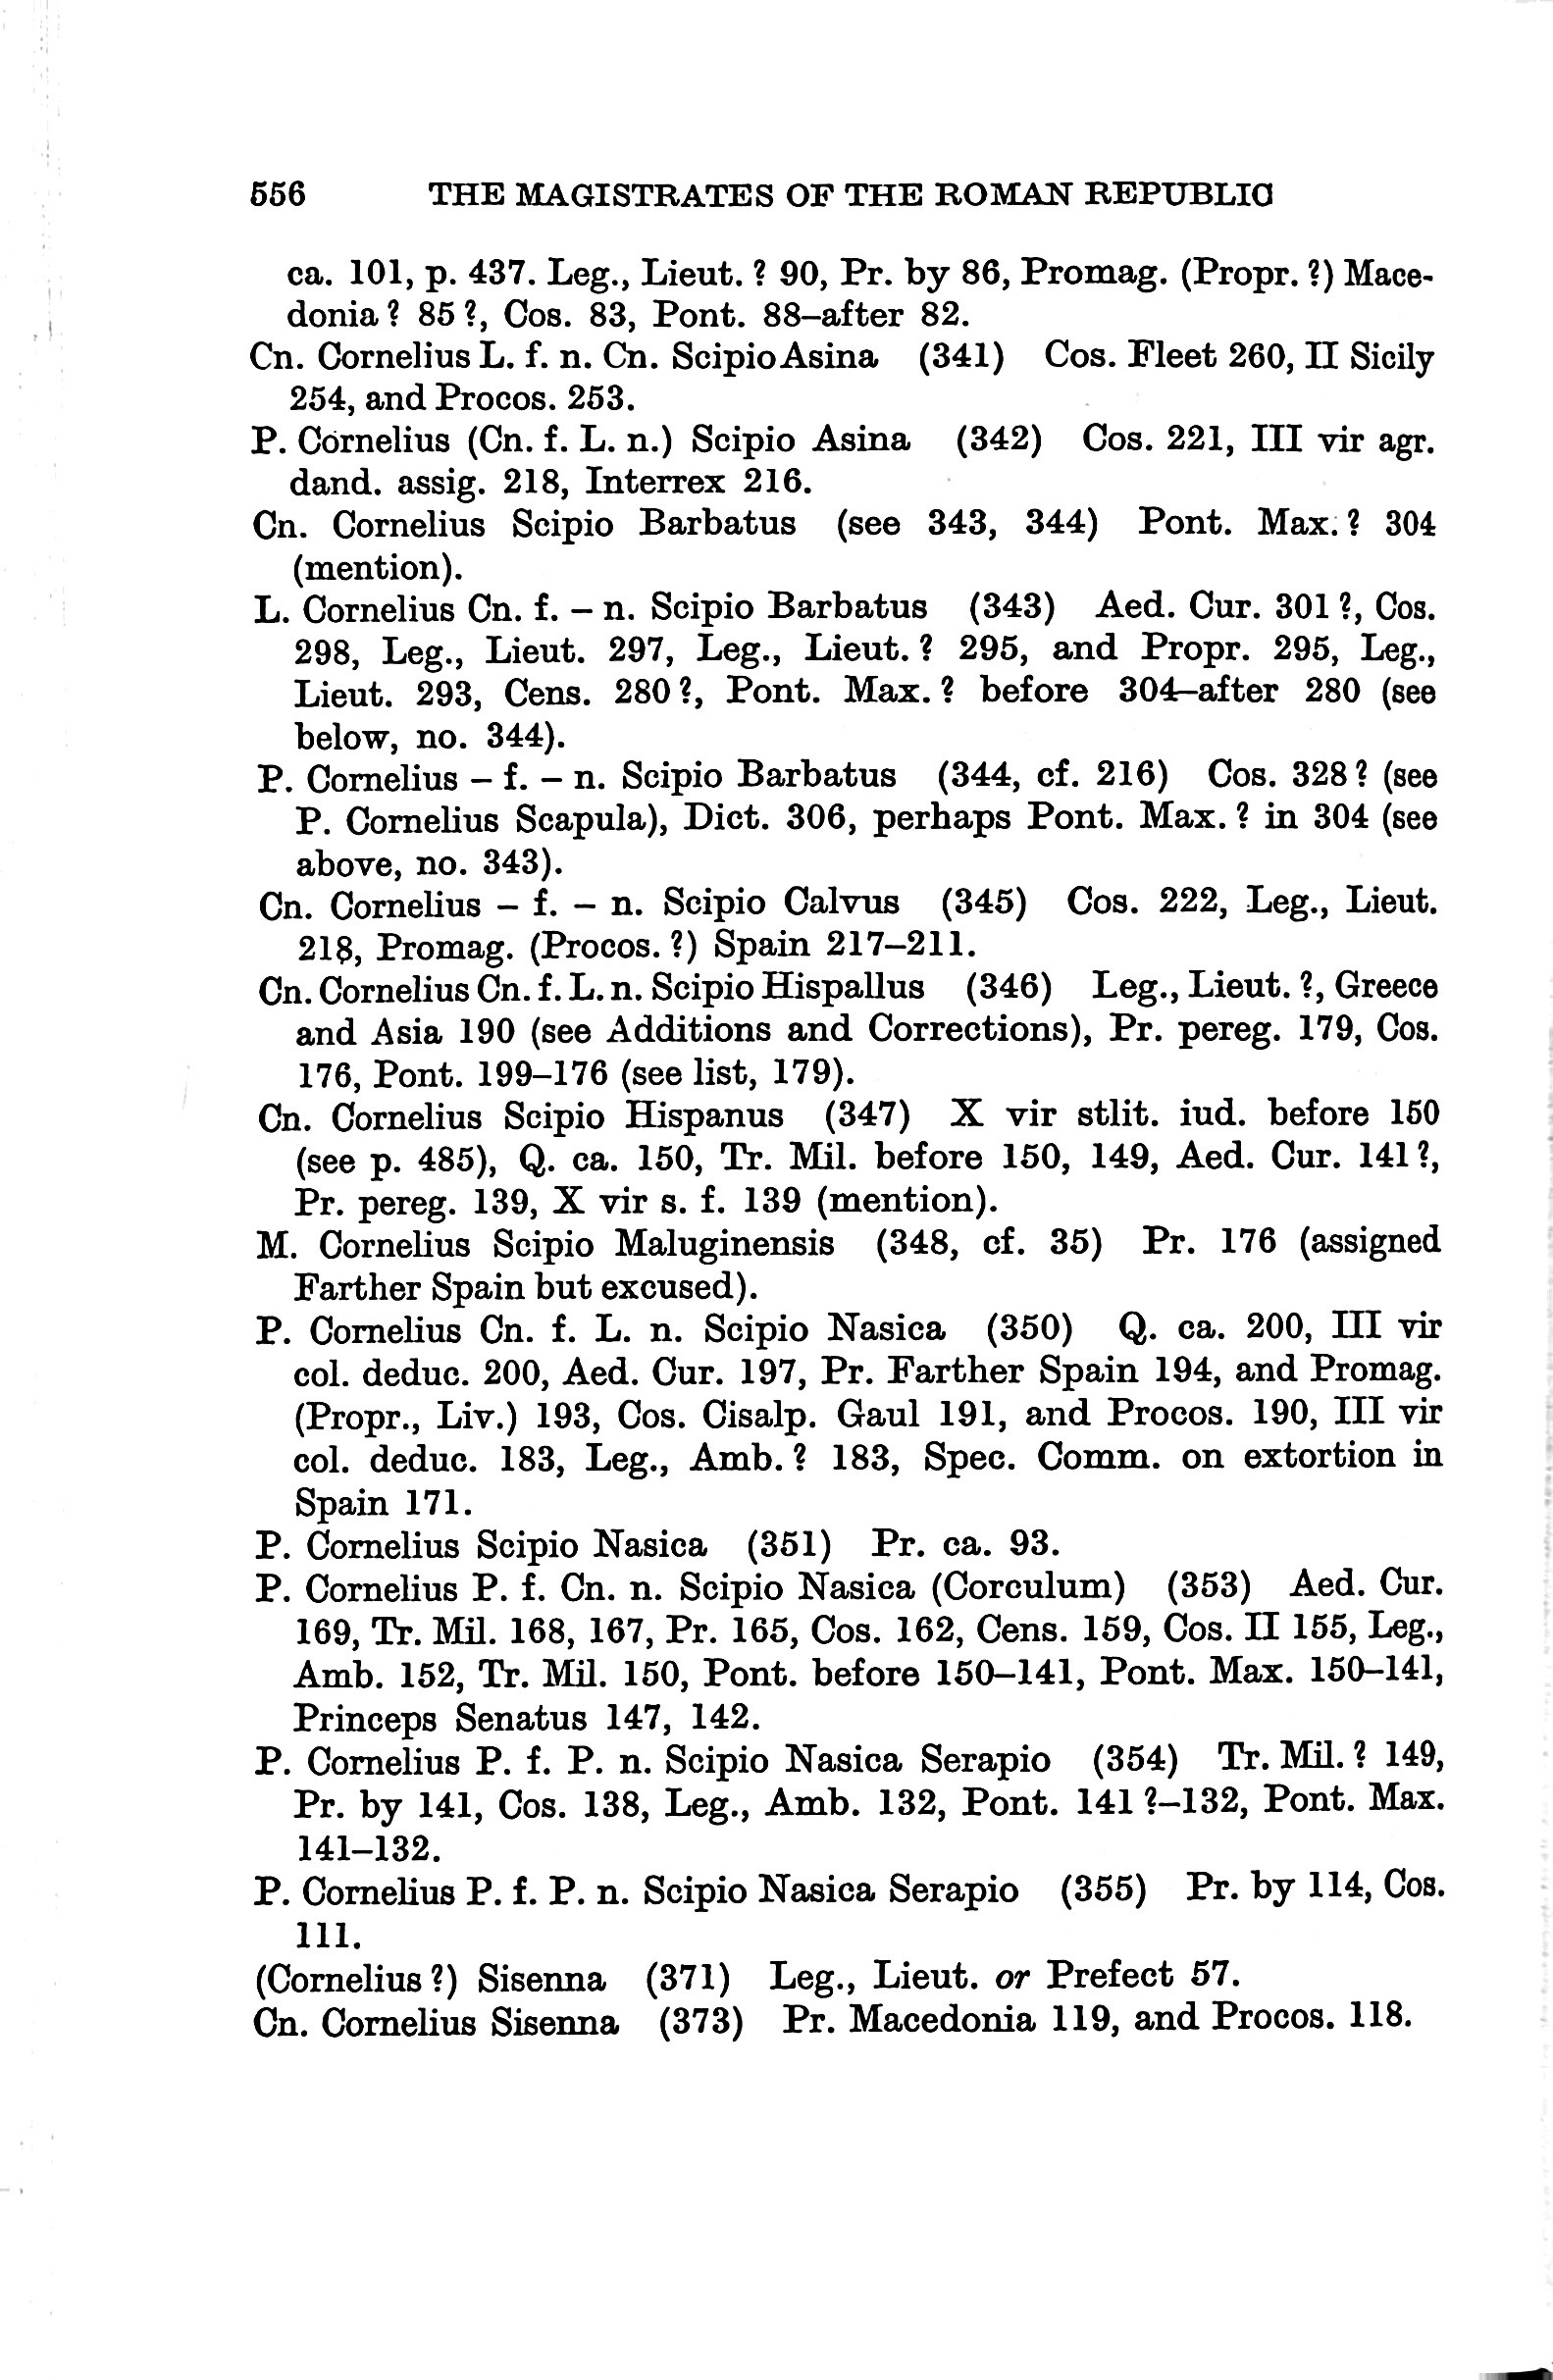 556 THE MAGISTRATES OF THE ROMAN REPUBLIC
ca. 101, p. 437. Leg., Lieut. ? 90, Pr. by 86, Promag. (Propr. ?) Mace-
donia ? 85 ?, Cos. 83, Pont. 88–after 82.
Cn. Cornelius L. f. n. Cn. Scipio Asina (341) Cos. Fleet 260, II Sicily
254, and Procos. 253.
P. Cornelius (Cn. f. L. n.) Scipio Asina (342) Cos. 221, III vir agr.
dand. assig. 218, Interrex 216.
Cn. Cornelius Scipio Barbatus (see 343, 344) Pont. Max. ? 304
(mention).
L. Cornelius Cn. f. – n. Scipio Barbatus (343) Aed. Cur. 301 ?, Cos.
298, Leg., Lieut. 297, Leg., Lieut. ? 295, and Propr. 295, Leg.,
Lieut. 293, Cens. 280 ?, Pont. Max. ? before 304–after 280 (see
below, no. 344).
P. Cornelius – f. – n. Scipio Barbatus (344, cf. 216) Cos. 328 ? (see
P. Cornelius Scapula), Dict. 306, perhaps Pont. Max. ? in 304 (see
above, no. 343).
Cn. Cornelius – f. – n. Scipio Calvus (345) Cos. 222, Leg., Lieut.
218, Promag. (Procos. ?) Spain 217–211.
Cn. Cornelius Cn. f. L. n. Scipio Hispallus (346) Leg., Lieut. ?, Greece
and Asia 190 (see Additions and Corrections), Pr. pereg. 179, Cos.
176, Pont. 199–176 (see list, 179).
Cn. Cornelius Scipio Hispanus (347) X vir stlit. iud. before 150
(see p. 485), Q. ca. 150, Tr. Mil. before 150, 149, Aed. Cur. 141 ?,
Pr. pereg. 139, X vir s. f. 139 (mention).
M. Cornelius Scipio Maluginensis (348, cf. 35) Pr. 176 (assigned
Farther Spain but excused).
P. Cornelius Cn. f. L. n. Scipio Nasica (350) Q. ca. 200, III vir
col. deduc. 200, Aed. Cur. 197, Pr. Farther Spain 194, and Promag.
(Propr., Liv.) 193, Cos. Cisalp. Gaul 191, and Procos. 190, III vir
col. deduc. 183, Leg., Amb. ? 183, Spec. Comm. on extortion in
Spain 171.
P. Cornelius Scipio Nasica (351) Pr. ca. 93.
P. Cornelius P. f. Cn. n. Scipio Nasica (Corculum) (353) Aed. Cur.
169, Tr. Mil. 168, 167, Pr. 165, Cos. 162, Cens. 159, Cos. II 155, Leg.,
Amb. 152, Tr. Mil. 150, Pont. before 150–141, Pont. Max. 150–141,
Princeps Senatus 147, 142.
P. Cornelius P. f. P. n. Scipio Nasica Serapio (354) Tr. Mil. ? 149,
Pr. by 141, Cos. 138, Leg., Amb. 132, Pont. 141 ?–132, Pont. Max.
141–132.
P. Cornelius P. f. P. n. Scipio Nasica Serapio (355) Pr. by 114, Cos.
111.
(Cornelius ?) Sisenna (371) Leg., Lieut. or Prefect 57.
Cn. Cornelius Sisenna (373) Pr. Macedonia 119, and Procos. 118.